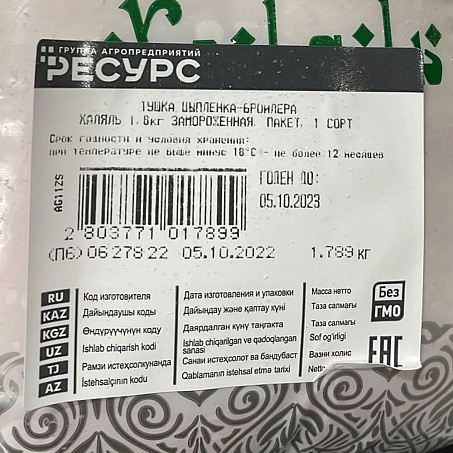 ГРУППА АГРОПРЕДПРИЯТИЙ
РЕСУРС
ТУШКА ЦЫПЛЕНКА-БРОЙЛЕРА
ХАЛЯЛЬ 1,8кг ЗАМОРОЖЕННАЯ, ПАКЕТ, 1 СОРТ
Срок годности и условия хранения:
при температуре не выше минус 18°C - не более 12 месяцев
AG11ZS
ГОДЕН ДО:
05.10.2023
2 803771 017899
(П6) 06 278 22 05.10.2022 1.789 кг
RU Код изготовителя Дата изготовления и упаковки Масса нетто
KAZ Дайындаушы коды Дайындау және қаптау күні Таза салмағы
KGZ Өндүрүүчүнүн коду Даярдалган күнү таңгакта Таза салмагы
UZ Ishlab chiqarish kodi Ishlab chiqarilgan va qadoqlangan sanasi Sof og'irligi
TJ Рамзи истеҳсолкунанда Санаи истеҳсолот ва бандубаст Вазни холис
AZ İstehsalçının kodu Qablamanın istehsal etmə tarixi Netto
Без
ГМО
EAC